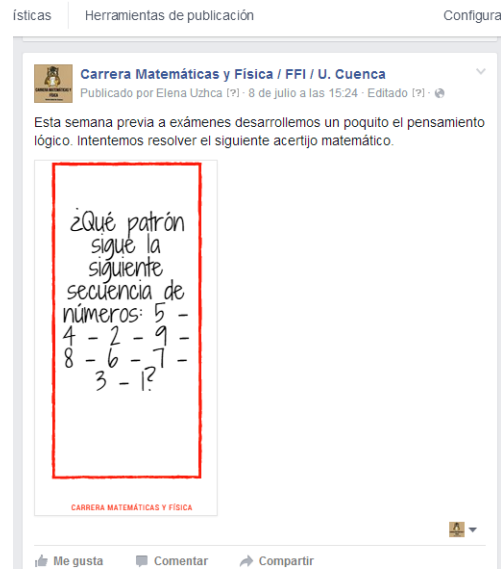 ísticas Herramientas de publicación Configura
Carrera Matemáticas y Física / FFI / U. Cuenca
Publicado por Elena Uzhca [?] · 8 de julio a las 15:24 · Editado [?] ·
Esta semana previa a exámenes desarrollemos un poquito el pensamiento
lógico. Intentemos resolver el siguiente acertijo matemático.
¿Qué patrón
sigue la
siguiente
secuencia de
números: 5 -
4 - 2 - 9 -
8 - 6 - 7 -
3 - 1?
CARRERA MATEMÁTICAS Y FÍSICA
Me gusta Comentar Compartir